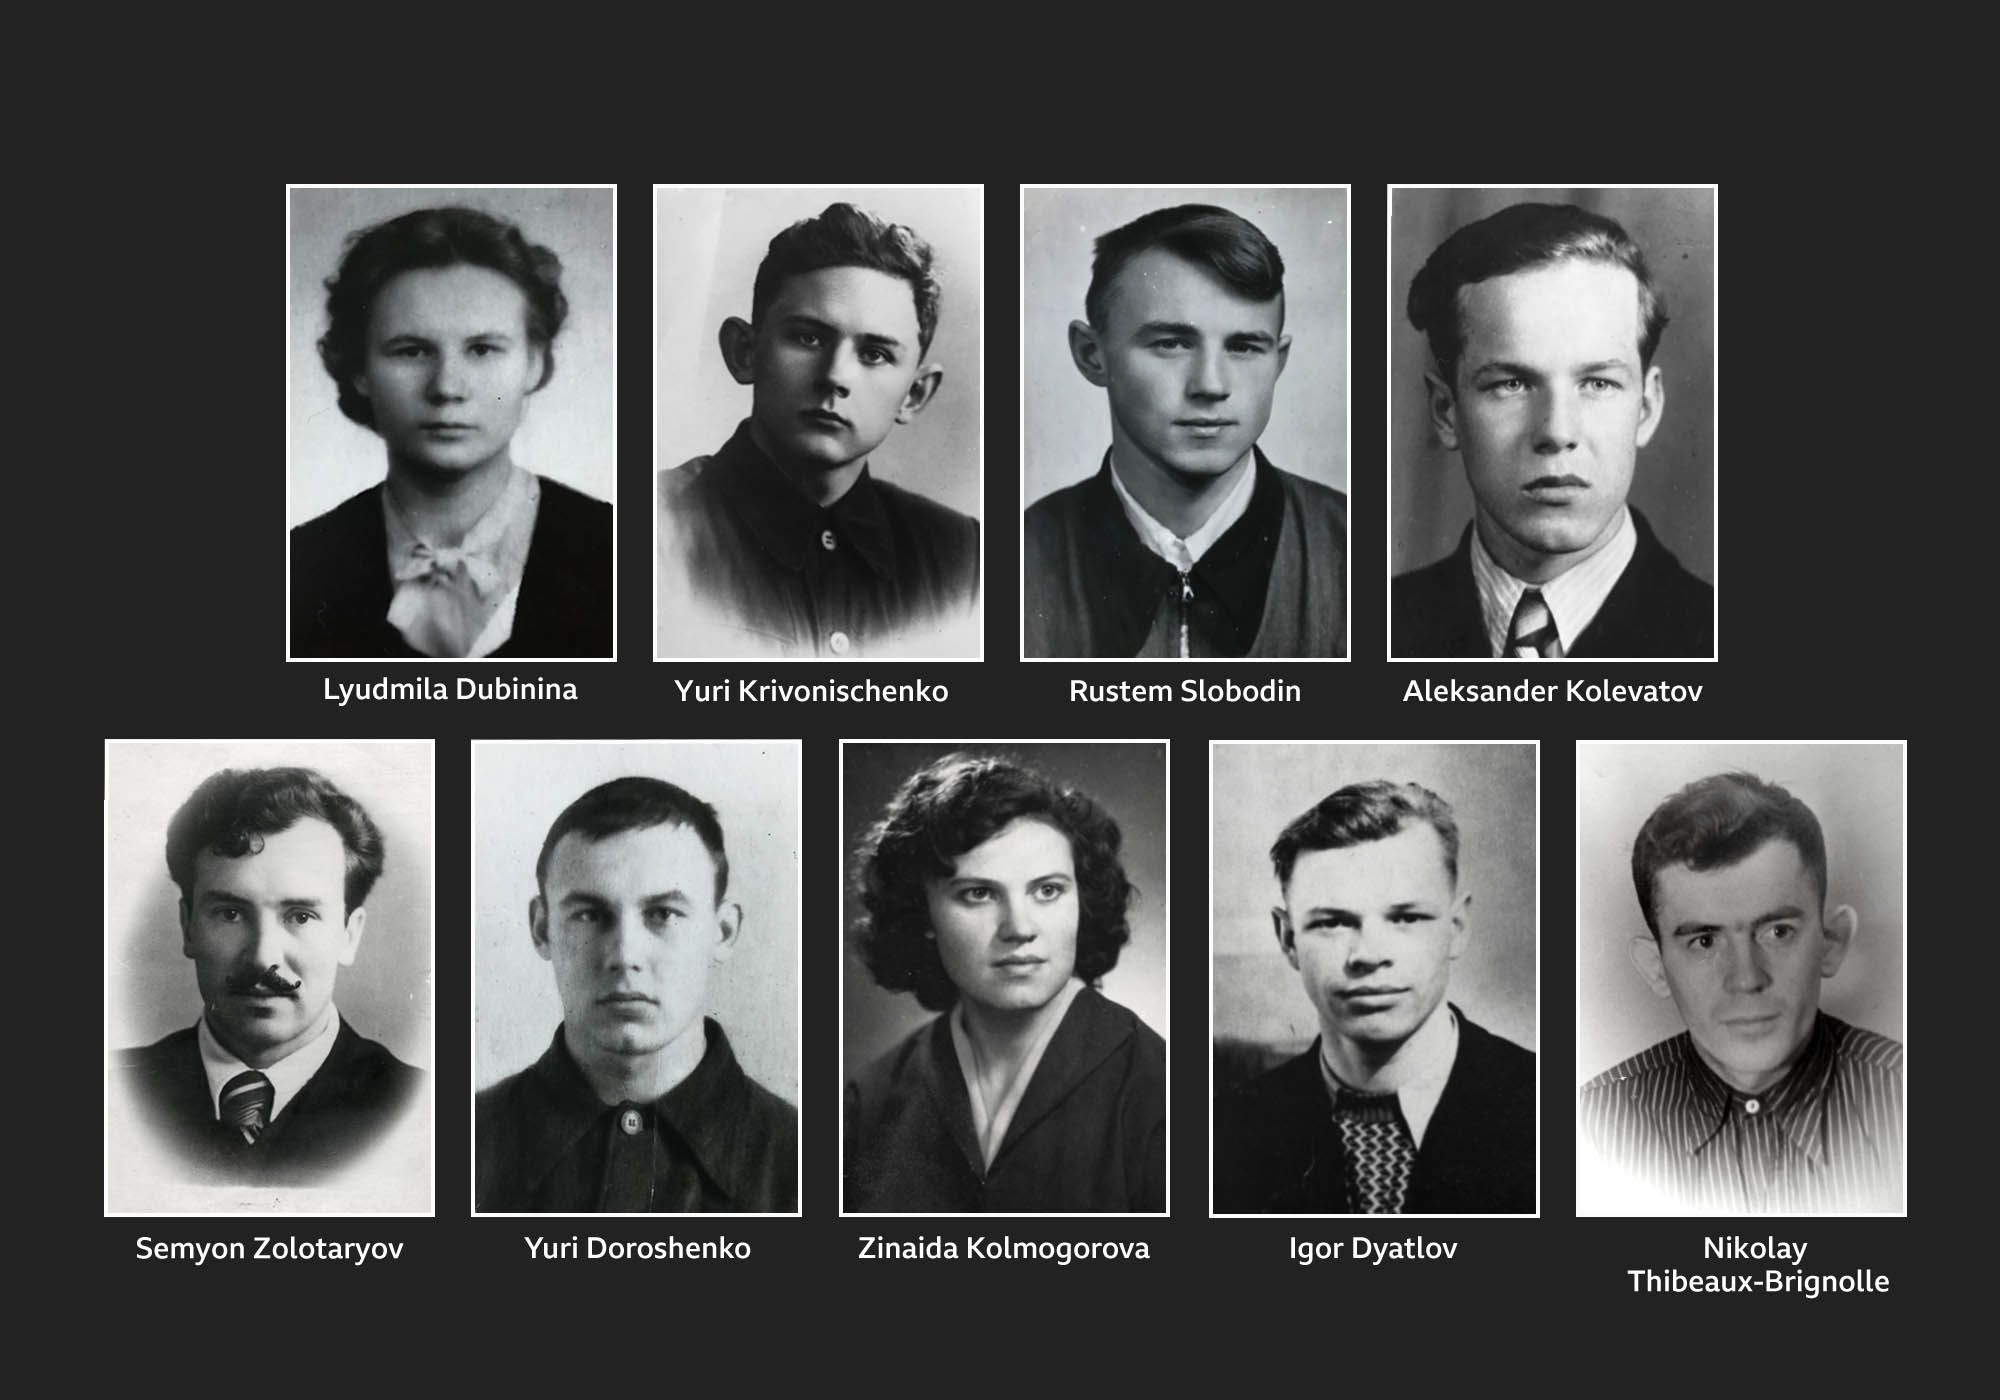 Lyudmila Dubinina
Yuri Krivonischenko
Rustem Slobodin
Aleksander Kolevatov
Semyon Zolotaryov
Yuri Doroshenko
Zinaida Kolmogorova
Igor Dyatlov
Nikolay
Thibeaux-Brignolle